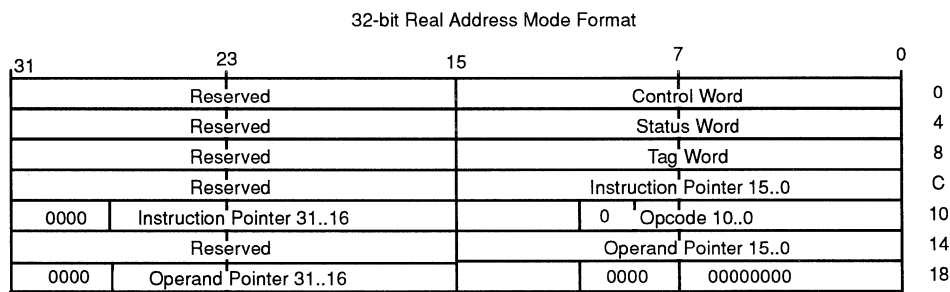 32-bit Real Address Mode Format
31 23 15 7 0
Reserved Control Word 0
Reserved Status Word 4
Reserved Tag Word 8
Reserved Instruction Pointer 15..0 C
0000 Instruction Pointer 31..16 0 Opcode 10..0 10
Reserved Operand Pointer 15..0 14
0000 Operand Pointer 31..16 0000 00000000 18